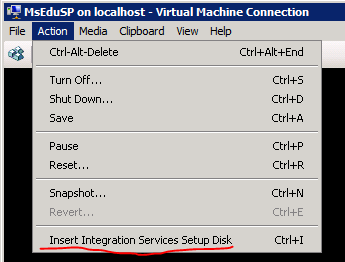 MsEduSP on localhost - Virtual Machine Connection
File Action Media Clipboard View Help
Ctrl-Alt-Delete Ctrl+Alt+End
Turn Off... Ctrl+S
Shut Down... Ctrl+D
Save Ctrl+A
Pause Ctrl+P
Reset... Ctrl+R
Snapshot... Ctrl+N
Revert... Ctrl+E
Insert Integration Services Setup Disk Ctrl+I